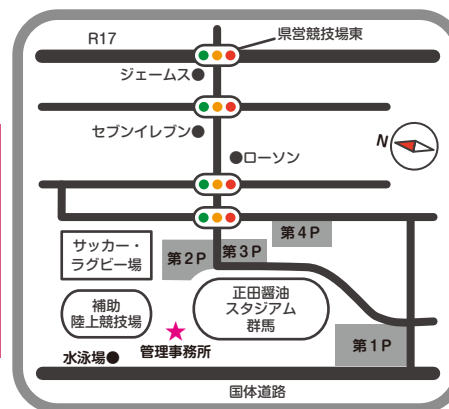 県営競技場東
R17
ジェームス
セブンイレブン
N
ローソン
サッカー・
ラグビー場
第2P
第3P
第4P
補助
陸上競技場
正田醤油
スタジアム
群馬
第1P
水泳場
管理事務所
国体道路